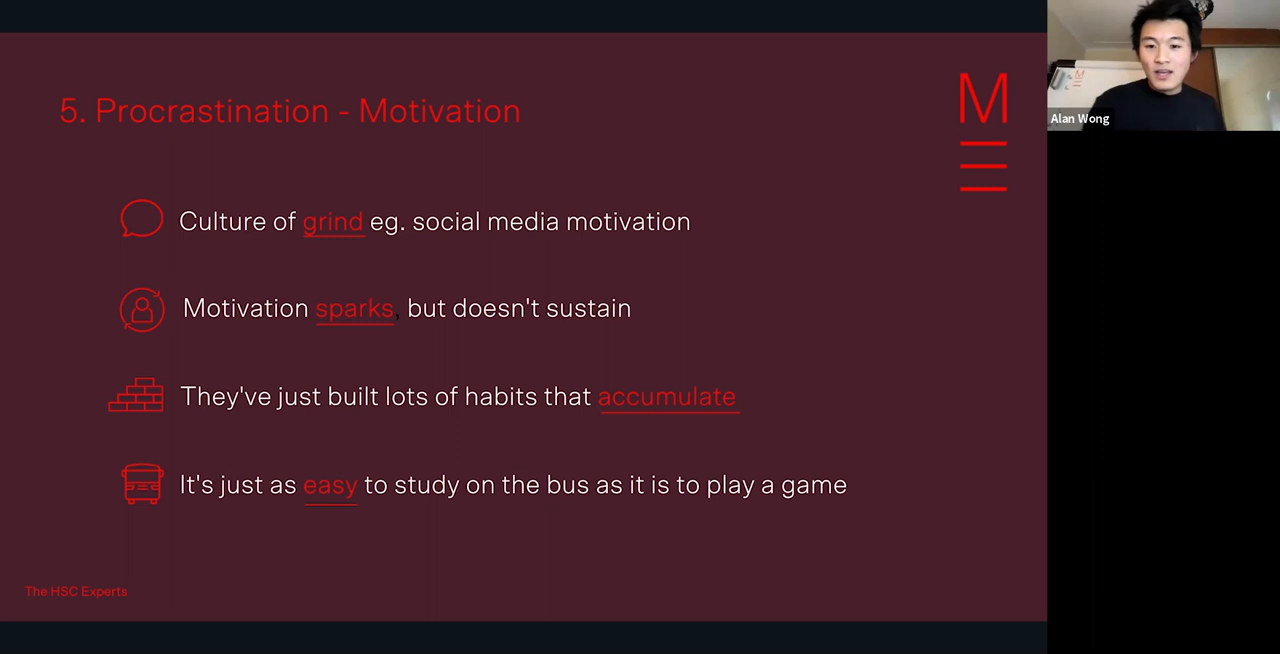 5. Procrastination - Motivation
M
Culture of grind eg. social media motivation
Motivation sparks, but doesn't sustain
They've just built lots of habits that accumulate
It's just as easy to study on the bus as it is to play a game
The HSC Experts
Alan Wong